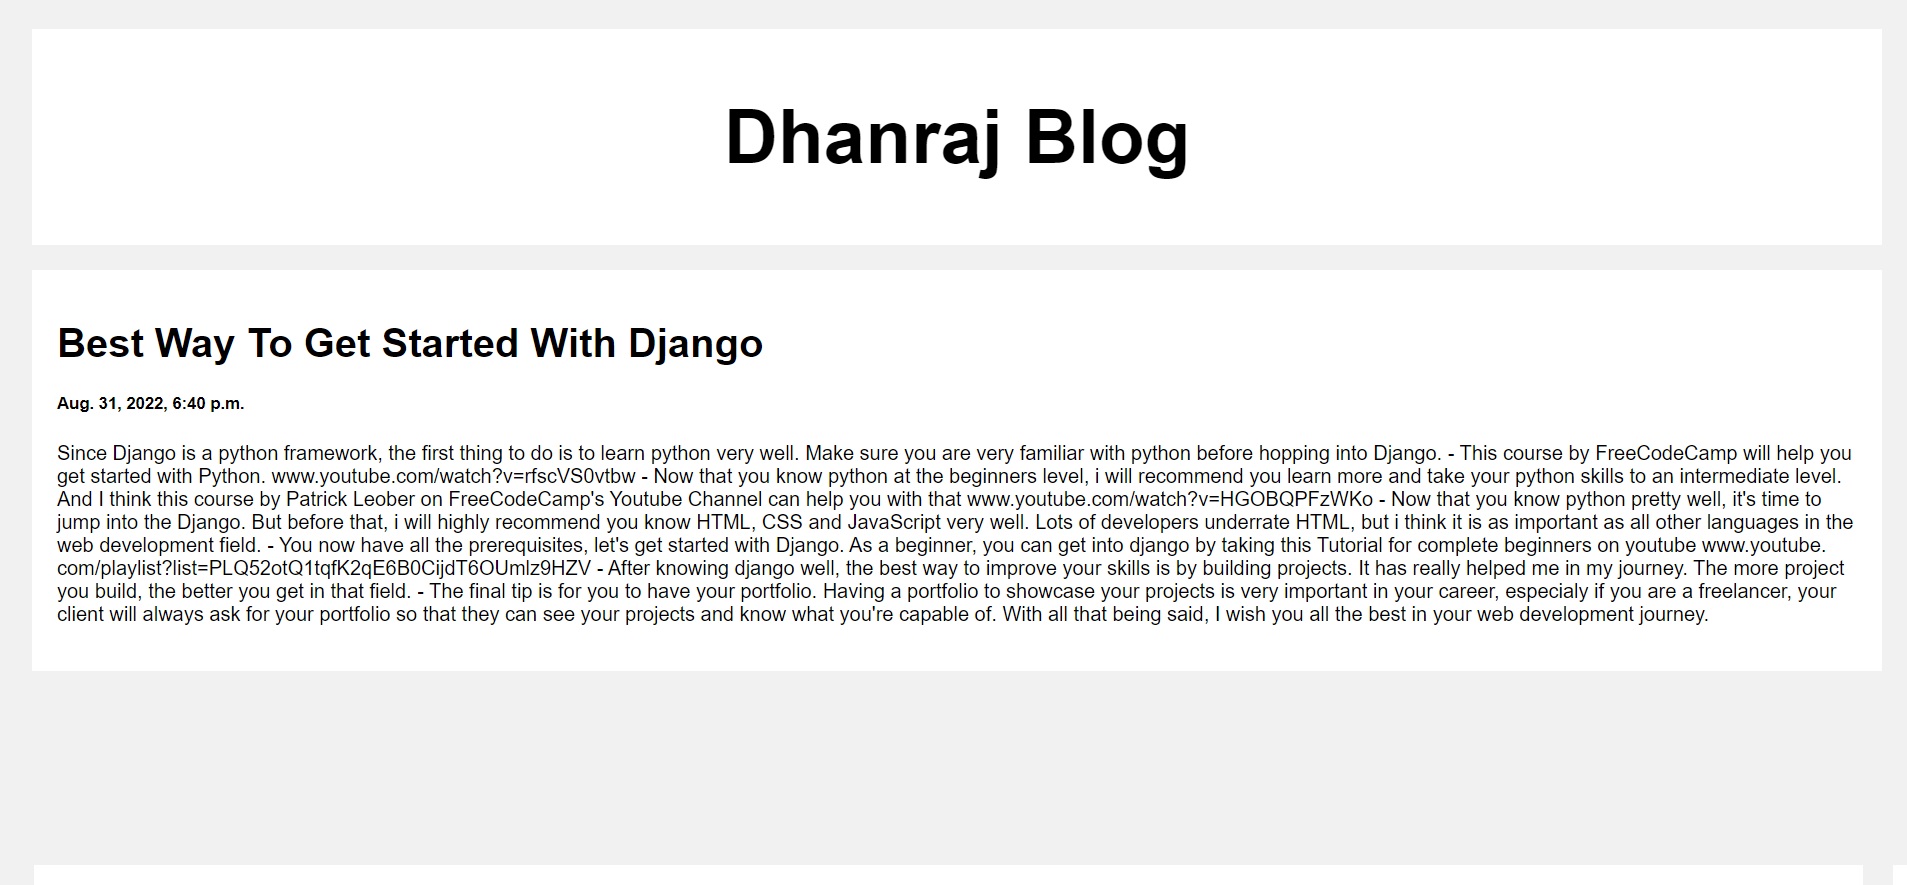 Dhanraj Blog
Best Way To Get Started With Django
Aug. 31, 2022, 6:40 p.m.
Since Django is a python framework, the first thing to do is to learn python very well. Make sure you are very familiar with python before hopping into Django. - This course by FreeCodeCamp will help you
get started with Python. www.youtube.com/watch?v=rfscVS0vtbw - Now that you know python at the beginners level, i will recommend you learn more and take your python skills to an intermediate level.
And I think this course by Patrick Leober on FreeCodeCamp's Youtube Channel can help you with that www.youtube.com/watch?v=HGOBQPFzWKo - Now that you know python pretty well, it's time to
jump into the Django. But before that, i will highly recommend you know HTML, CSS and JavaScript very well. Lots of developers underrate HTML, but i think it is as important as all other languages in the
web development field. - You now have all the prerequisites, let's get started with Django. As a beginner, you can get into django by taking this Tutorial for complete beginners on youtube www.youtube.
com/playlist?list=PLQ52otQ1tqfK2qE6B0CijdT6OUmlz9HZV - After knowing django well, the best way to improve your skills is by building projects. It has really helped me in my journey. The more project
you build, the better you get in that field. - The final tip is for you to have your portfolio. Having a portfolio to showcase your projects is very important in your career, especialy if you are a freelancer, your
client will always ask for your portfolio so that they can see your projects and know what you're capable of. With all that being said, I wish you all the best in your web development journey.